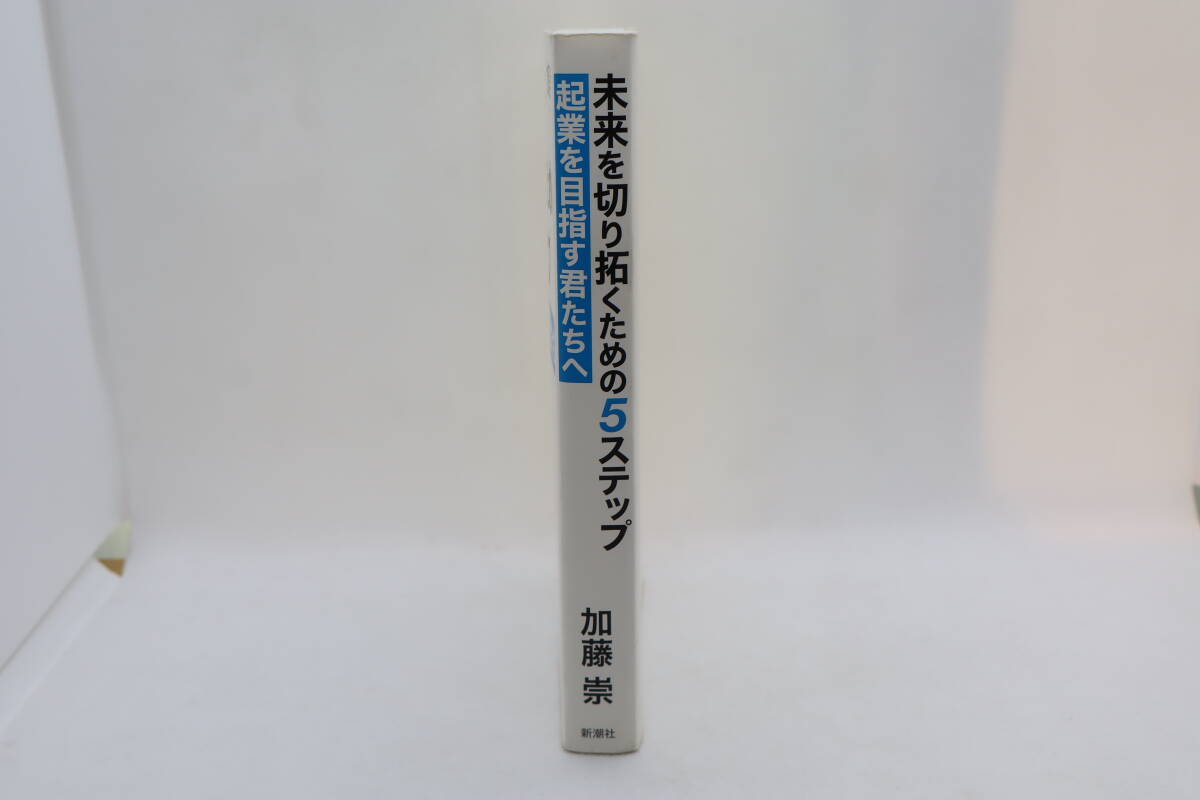 未来を切り拓くための5ステップ
起業を目指す君たちへ
加藤 崇
新潮社